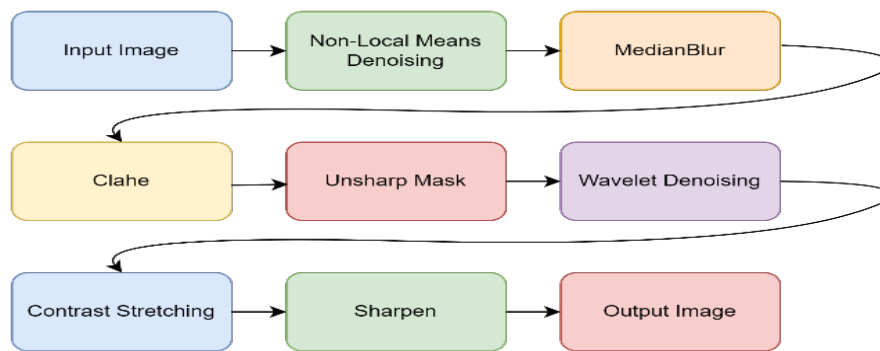 Input Image
Non-Local Means
Denoising
MedianBlur
Clahe
Unsharp Mask
Wavelet Denoising
Contrast Stretching
Sharpen
Output Image